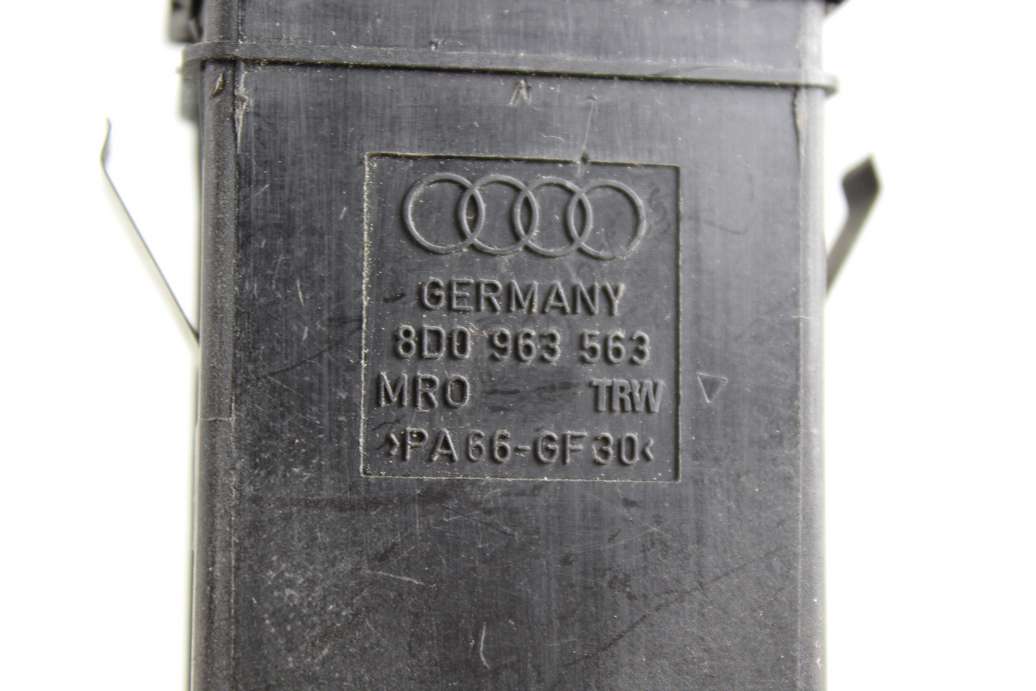 GERMANY
8D0 963 563
MRO TRW
>PA66-GF30<